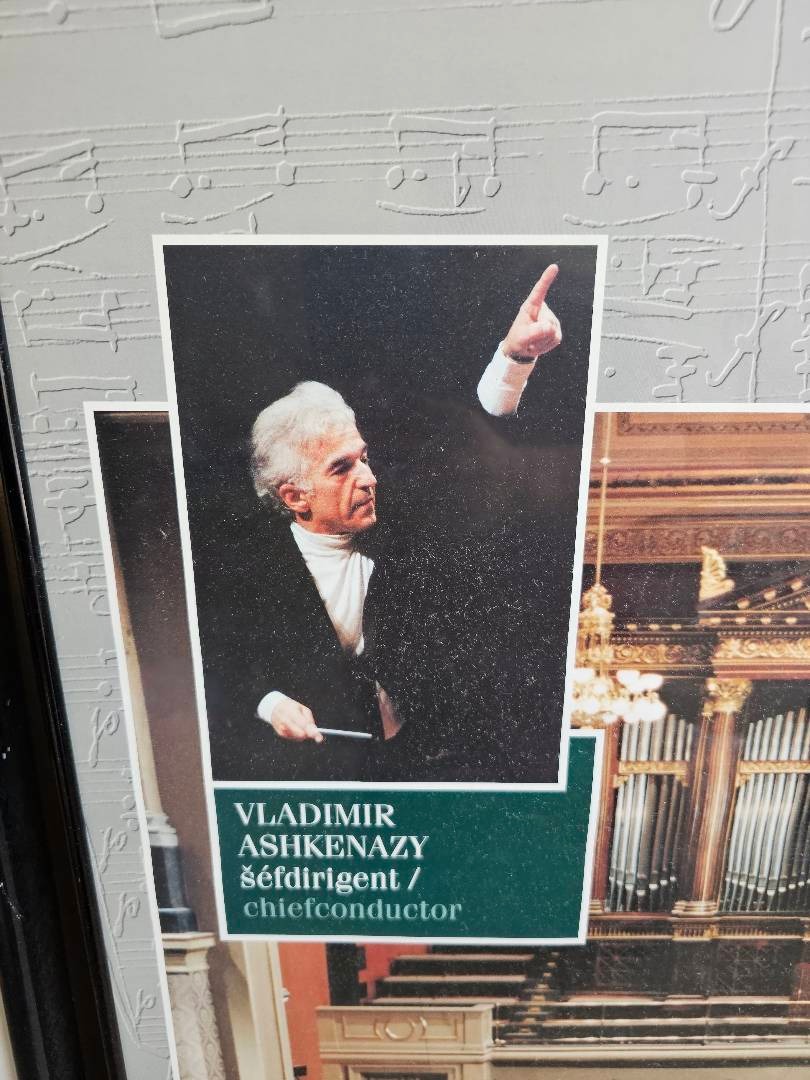 VLADIMIR
ASHKENAZY
šéfdirigent /
chiefconductor